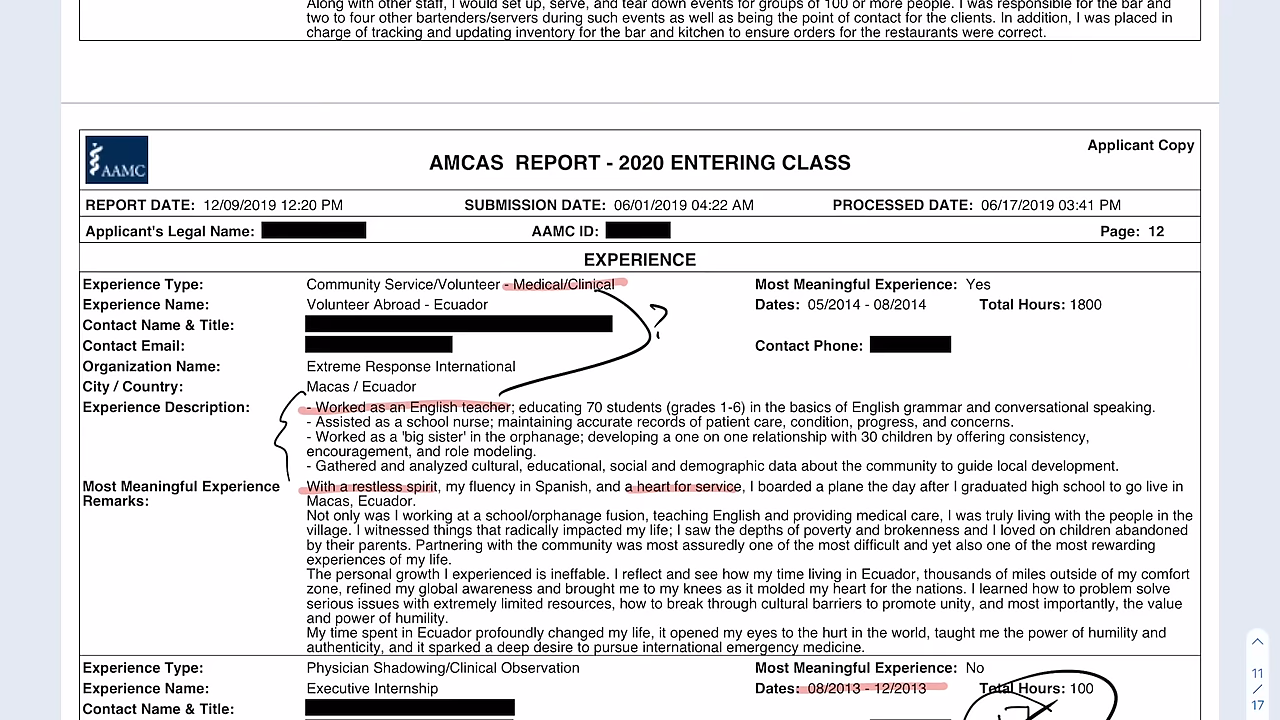 Along with other staff, I would set up, serve, and tear down events for groups of 100 or more people. I was responsible for the bar and
two to four other bartenders/servers during such events as well as being the point of contact for the clients. In addition, I was placed in
charge of tracking and updating inventory for the bar and kitchen to ensure orders for the restaurants were correct.
Applicant Copy
AAMC
AMCAS REPORT - 2020 ENTERING CLASS
REPORT DATE: 12/09/2019 12:20 PM SUBMISSION DATE: 06/01/2019 04:22 AM PROCESSED DATE: 06/17/2019 03:41 PM
Applicant's Legal Name: AAMC ID: Page: 12
EXPERIENCE
Experience Type: Community Service/Volunteer - Medical/Clinical Most Meaningful Experience: Yes
Experience Name: Volunteer Abroad - Ecuador Dates: 05/2014 - 08/2014 Total Hours: 1800
?
Contact Name & Title:
Contact Email: Contact Phone:
Organization Name: Extreme Response International
City / Country: Macas / Ecuador
Experience Description: - Worked as an English teacher; educating 70 students (grades 1-6) in the basics of English grammar and conversational speaking.
- Assisted as a school nurse; maintaining accurate records of patient care, condition, progress, and concerns.
- Worked as a 'big sister' in the orphanage; developing a one on one relationship with 30 children by offering consistency,
encouragement, and role modeling.
- Gathered and analyzed cultural, educational, social and demographic data about the community to guide local development.
Most Meaningful Experience With a restless spirit, my fluency in Spanish, and a heart for service, I boarded a plane the day after I graduated high school to go live in
Remarks: Macas, Ecuador.
Not only was I working at a school/orphanage fusion, teaching English and providing medical care, I was truly living with the people in the
village. I witnessed things that radically impacted my life; I saw the depths of poverty and brokenness and I loved on children abandoned
by their parents. Partnering with the community was most assuredly one of the most difficult and yet also one of the most rewarding
experiences of my life.
The personal growth I experienced is ineffable. I reflect and see how my time living in Ecuador, thousands of miles outside of my comfort
zone, refined my global awareness and brought me to my knees as it molded my heart for the nations. I learned how to problem solve
serious issues with extremely limited resources, how to break through cultural barriers to promote unity, and most importantly, the value
and power of humility.
My time spent in Ecuador profoundly changed my life, it opened my eyes to the hurt in the world, taught me the power of humility and
authenticity, and it sparked a deep desire to pursue international emergency medicine.
Experience Type: Physician Shadowing/Clinical Observation Most Meaningful Experience: No
Experience Name: Executive Internship Dates: 08/2013 - 12/2013 Total Hours: 100
Contact Name & Title:
11
/
17